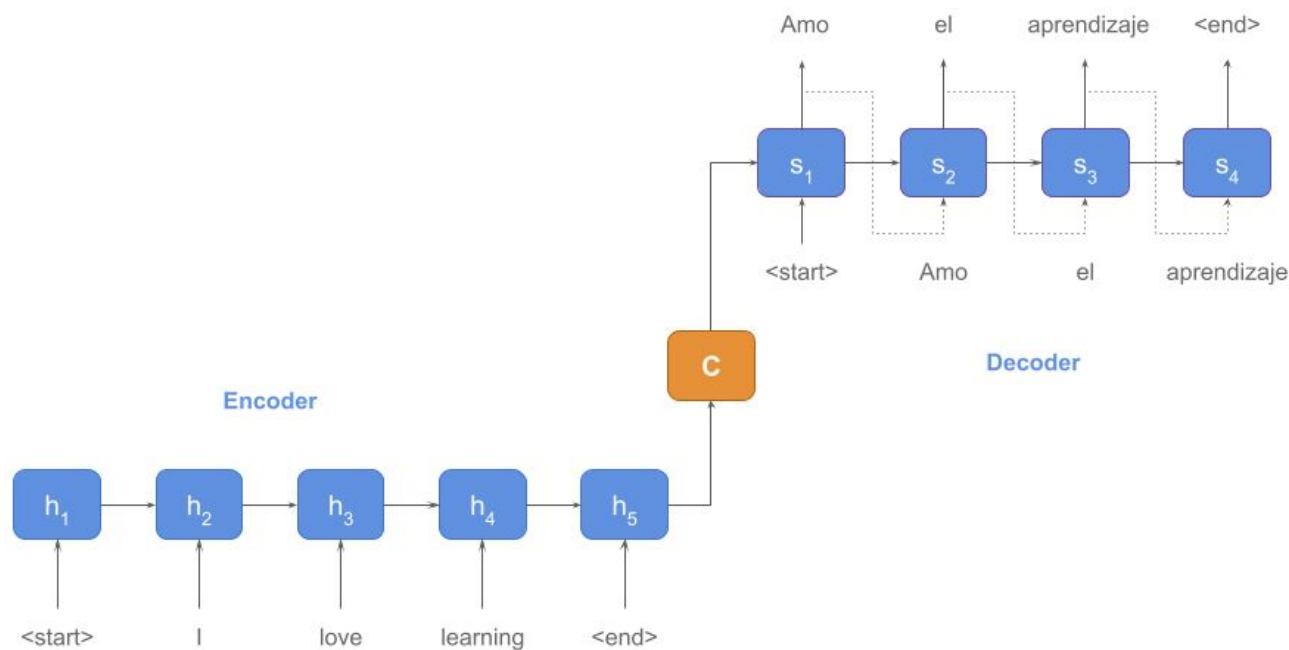 Amo el aprendizaje <end>
s1 s2 s3 s4
<start> Amo el aprendizaje
C
Decoder
Encoder
h1 h2 h3 h4 h5
<start> I love learning <end>